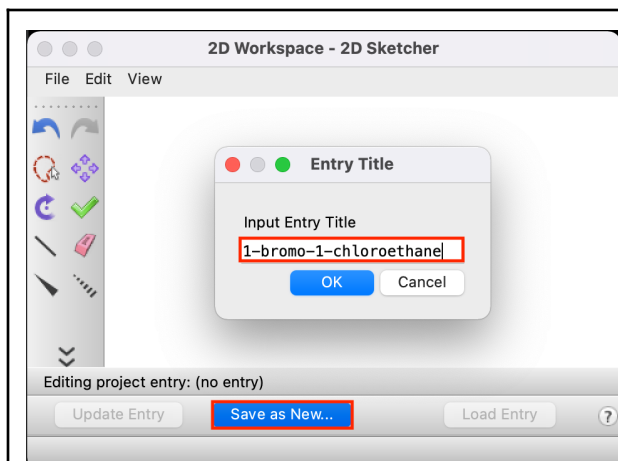 2D Workspace - 2D Sketcher
File Edit View
Entry Title
Input Entry Title
1-bromo-1-chloroethane
OK Cancel
Editing project entry: (no entry)
Update Entry Save as New... Load Entry ?